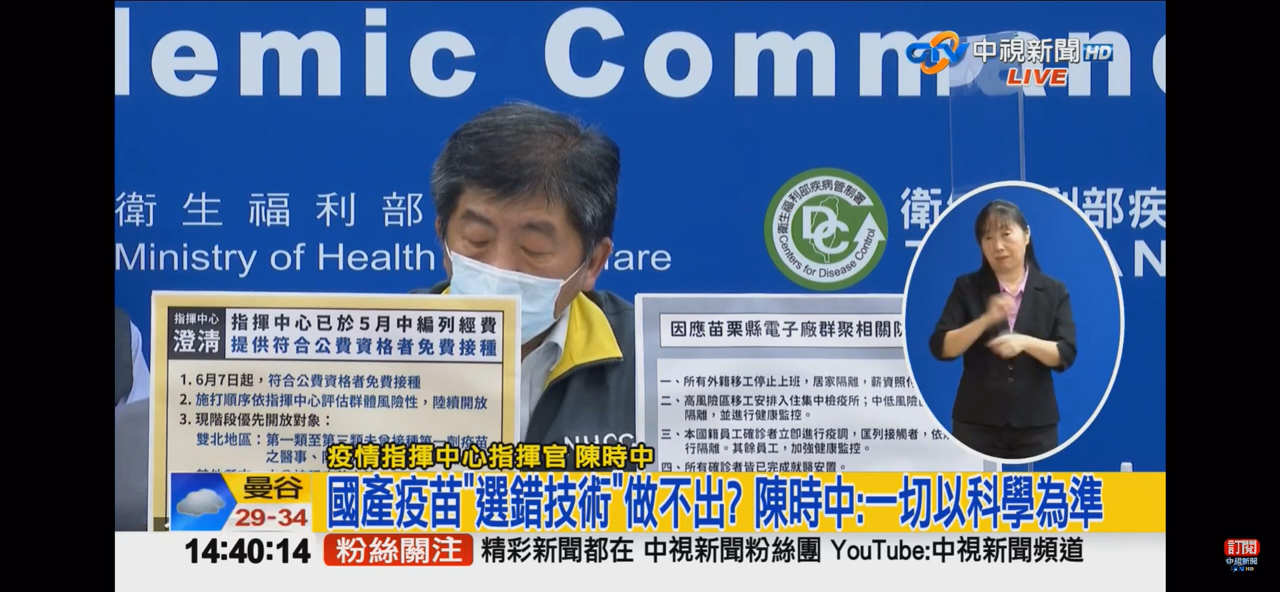 demic Comman
CTV 中視新聞 HD
LIVE
衛生福利部
Ministry of Health
fare
衛生福利部疾病管制署
CDC
Centers for Disease Control
衛
利部疾
AN
指揮中心
澄清
指揮中心已於5月中編列經費
提供符合公費資格者免費接種
1. 6月7日起，符合公費資格者免費接種
2. 施打順序依指揮中心評估群體風險性，陸續開放
3. 現階段優先開放對象：
雙北地區：第一類至第三類未曾接種第一劑疫苗
之醫事、
因應苗栗縣電子廠群聚相關防
一、所有外籍移工停止上班，居家隔離，薪資照付
二、高風險區移工安排入住集中檢疫所；中低風險
隔離，並進行健康監控。
三、本國籍員工確診者立即進行疫調，匡列接觸者，依
行隔離。其餘員工，加強健康監控。
四、所有確診者皆已完成就醫安置。
疫情指揮中心指揮官 陳時中
曼谷
29-34
國產疫苗"選錯技術"做不出? 陳時中:一切以科學為準
14:40:14
粉絲關注
精彩新聞都在 中視新聞粉絲團 YouTube:中視新聞頻道
訂閱
中視新聞
HD